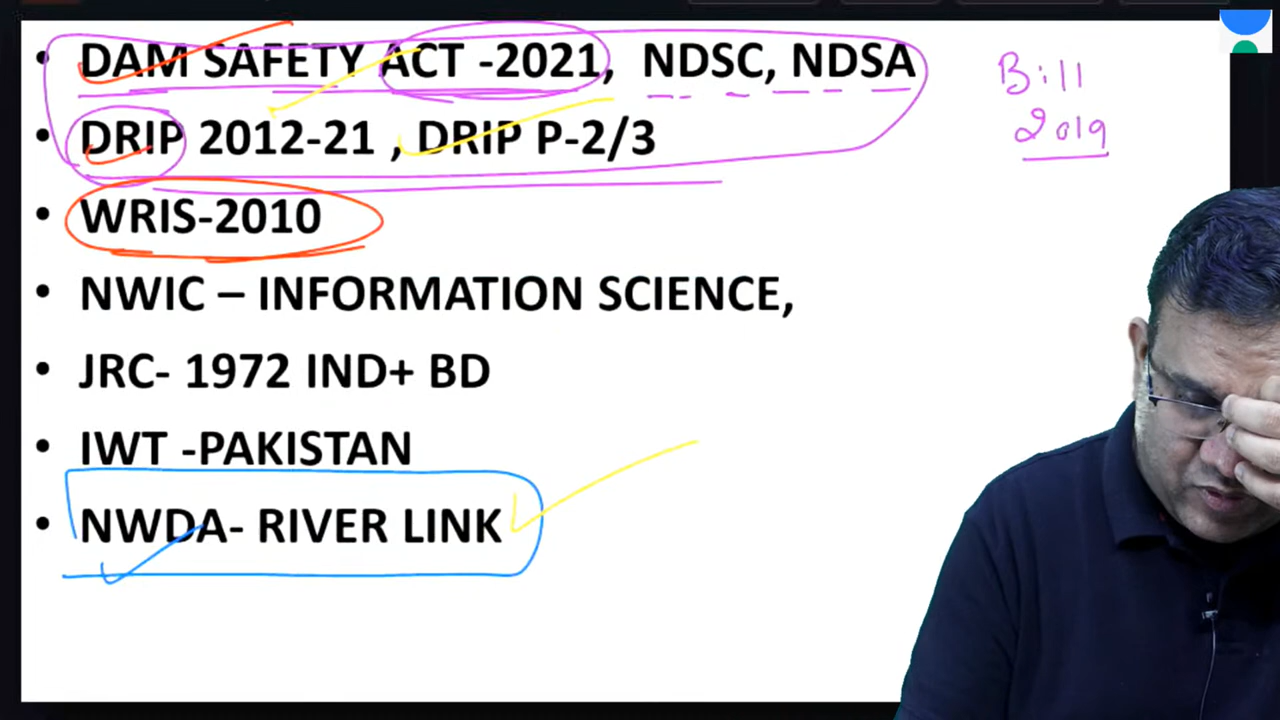 • DAM SAFETY ACT -2021, NDSC, NDSA
• DRIP 2012-21 , DRIP P-2/3
• WRIS-2010
• NWIC – INFORMATION SCIENCE,
• JRC- 1972 IND+ BD
• IWT -PAKISTAN
• NWDA- RIVER LINK
Bill
2019